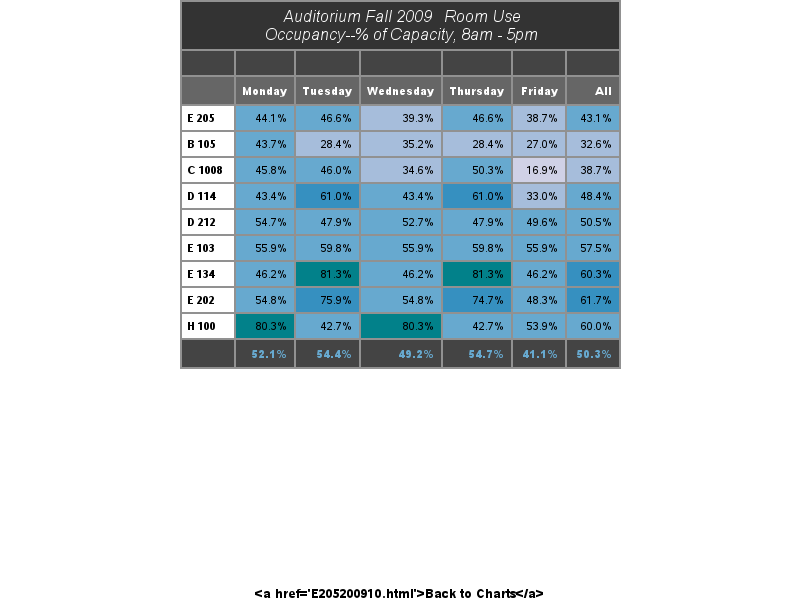 Auditorium Fall 2009 Room Use
Occupancy--% of Capacity, 8am - 5pm
Monday Tuesday Wednesday Thursday Friday All
E 205 44.1% 46.6% 39.3% 46.6% 38.7% 43.1%
B 105 43.7% 28.4% 35.2% 28.4% 27.0% 32.6%
C 1008 45.8% 46.0% 34.6% 50.3% 16.9% 38.7%
D 114 43.4% 61.0% 43.4% 61.0% 33.0% 48.4%
D 212 54.7% 47.9% 52.7% 47.9% 49.6% 50.5%
E 103 55.9% 59.8% 55.9% 59.8% 55.9% 57.5%
E 134 46.2% 81.3% 46.2% 81.3% 46.2% 60.3%
E 202 54.8% 75.9% 54.8% 74.7% 48.3% 61.7%
H 100 80.3% 42.7% 80.3% 42.7% 53.9% 60.0%
52.1% 54.4% 49.2% 54.7% 41.1% 50.3%
<a href='E205200910.html'>Back to Charts</a>